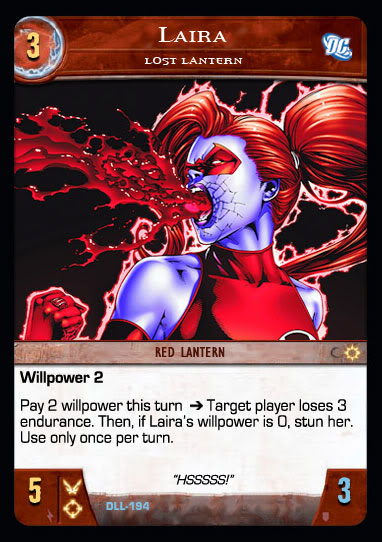 3
LAIRA
LOST LANTERN
DC
RED LANTERN
Willpower 2
Pay 2 willpower this turn ➔ Target player loses 3
endurance. Then, if Laira's willpower is 0, stun her.
Use only once per turn.
"HSSSSS!"
5
DLL-194
3